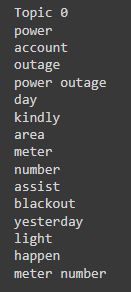 Topic 0
power
account
outage
power outage
day
kindly
area
meter
number
assist
blackout
yesterday
light
happen
meter number